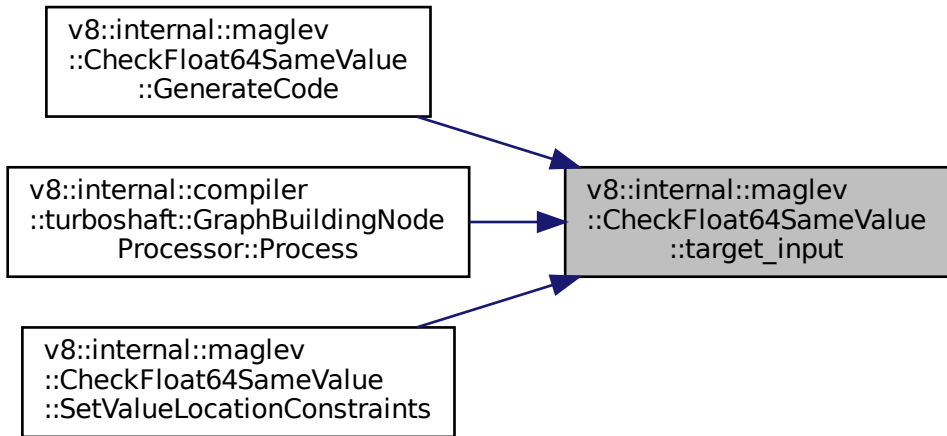 v8::internal::maglev
::CheckFloat64SameValue
::GenerateCode
v8::internal::compiler
::turboshaft::GraphBuildingNode
Processor::Process
v8::internal::maglev
::CheckFloat64SameValue
::SetValueLocationConstraints
v8::internal::maglev
::CheckFloat64SameValue
::target_input